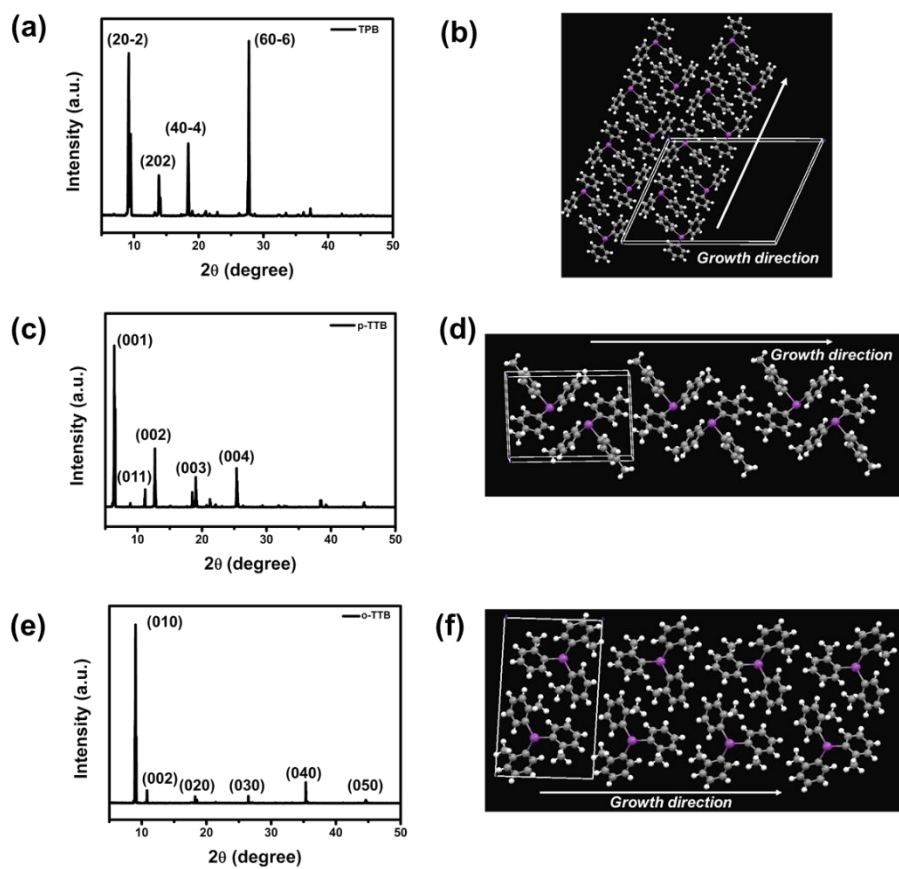 (a)
TPB
(20-2)
(60-6)
(40-4)
(202)
Intensity (a.u.)
10 20 30 40 50
2θ (degree)
(b)
Growth direction
(c)
p-TTB
(001)
(002)
(011)
(003)
(004)
Intensity (a.u.)
10 20 30 40 50
2θ (degree)
(d)
Growth direction
(e)
o-TTB
(010)
(002)
(020)
(030)
(040)
(050)
Intensity (a.u.)
10 20 30 40 50
2θ (degree)
(f)
Growth direction